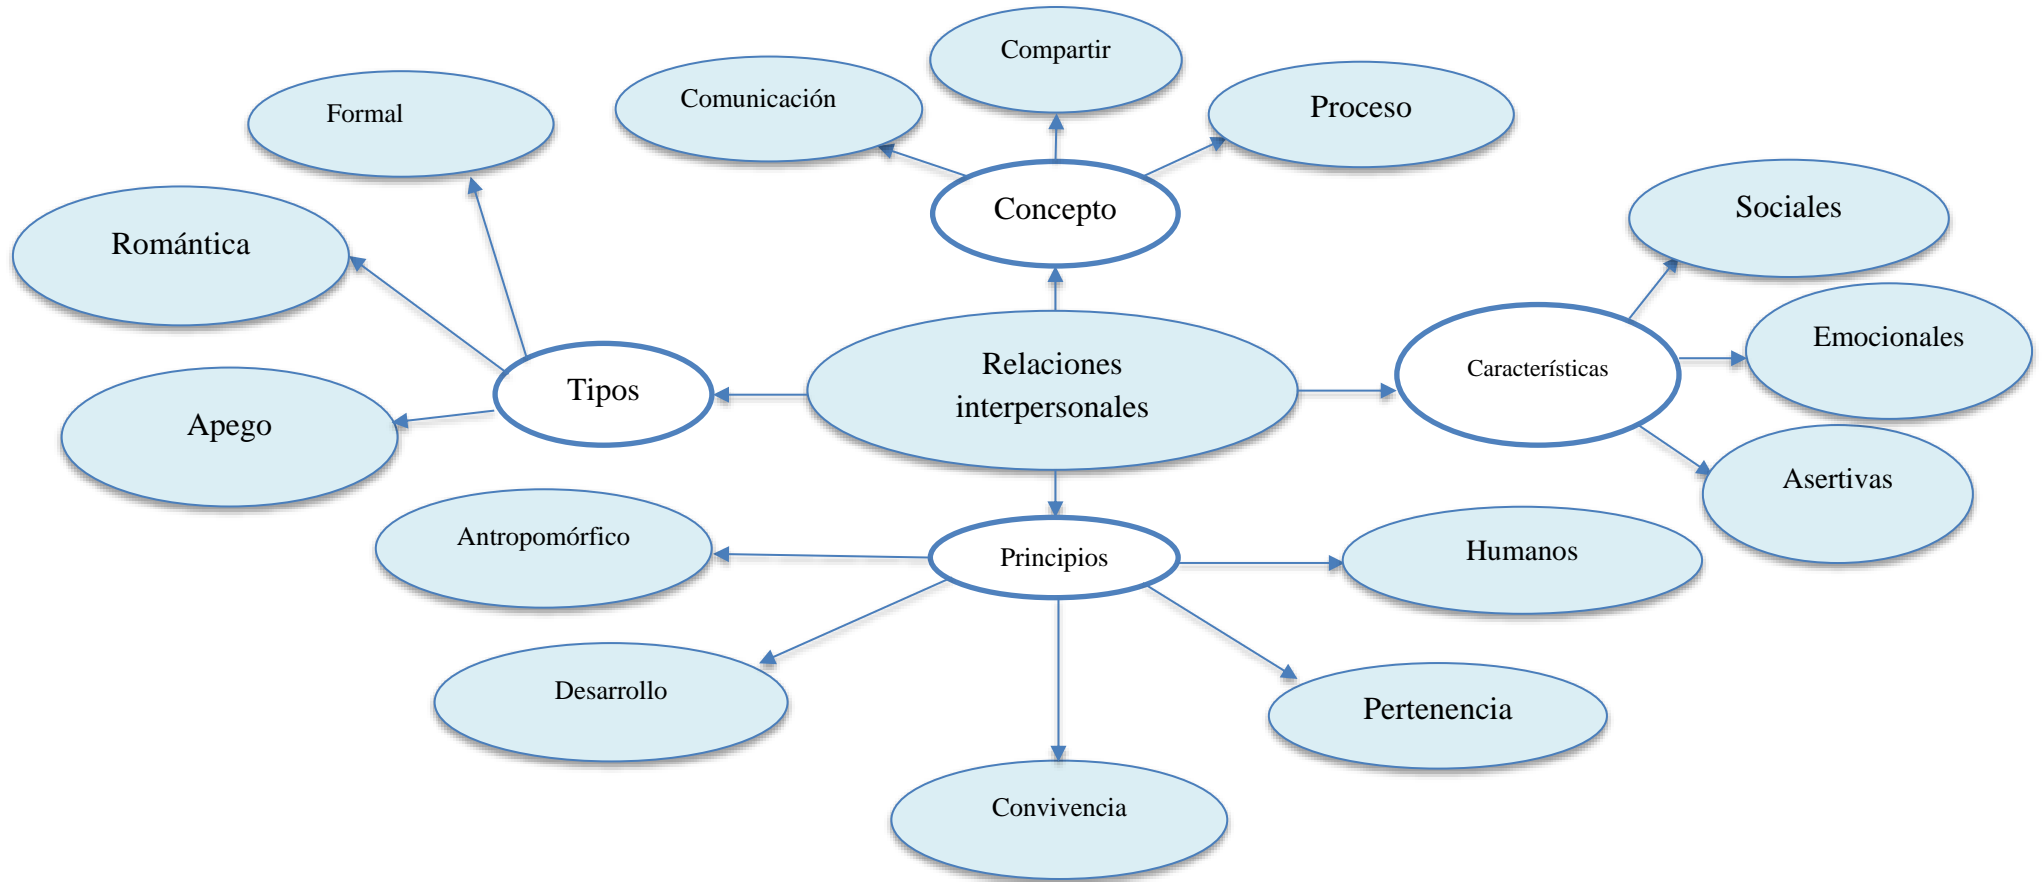 Compartir
Comunicación
Proceso
Formal
Concepto
Sociales
Romántica
Emocionales
Relaciones
interpersonales
Características
Tipos
Apego
Asertivas
Antropomórfico
Principios
Humanos
Desarrollo
Pertenencia
Convivencia